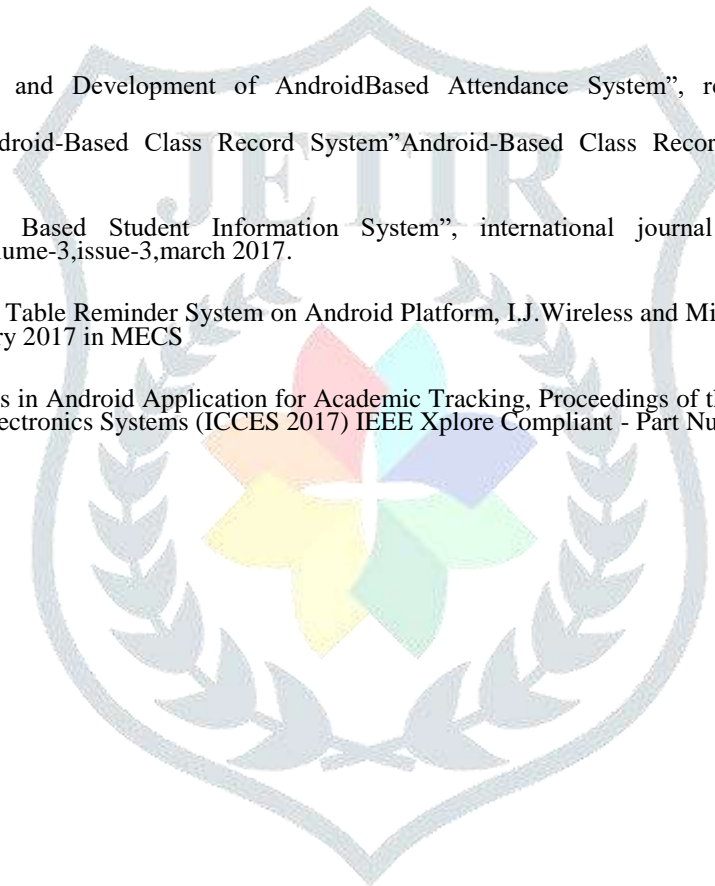 and Development of AndroidBased Attendance System”, r
droid-Based Class Record System”Android-Based Class Recor
Based Student Information System”, international journal
lume-3,issue-3,march 2017.
JETIR
Table Reminder System on Android Platform, I.J.Wireless and Mi
ry 2017 in MECS
s in Android Application for Academic Tracking, Proceedings of t
ectronics Systems (ICCES 2017) IEEE Xplore Compliant - Part Nu